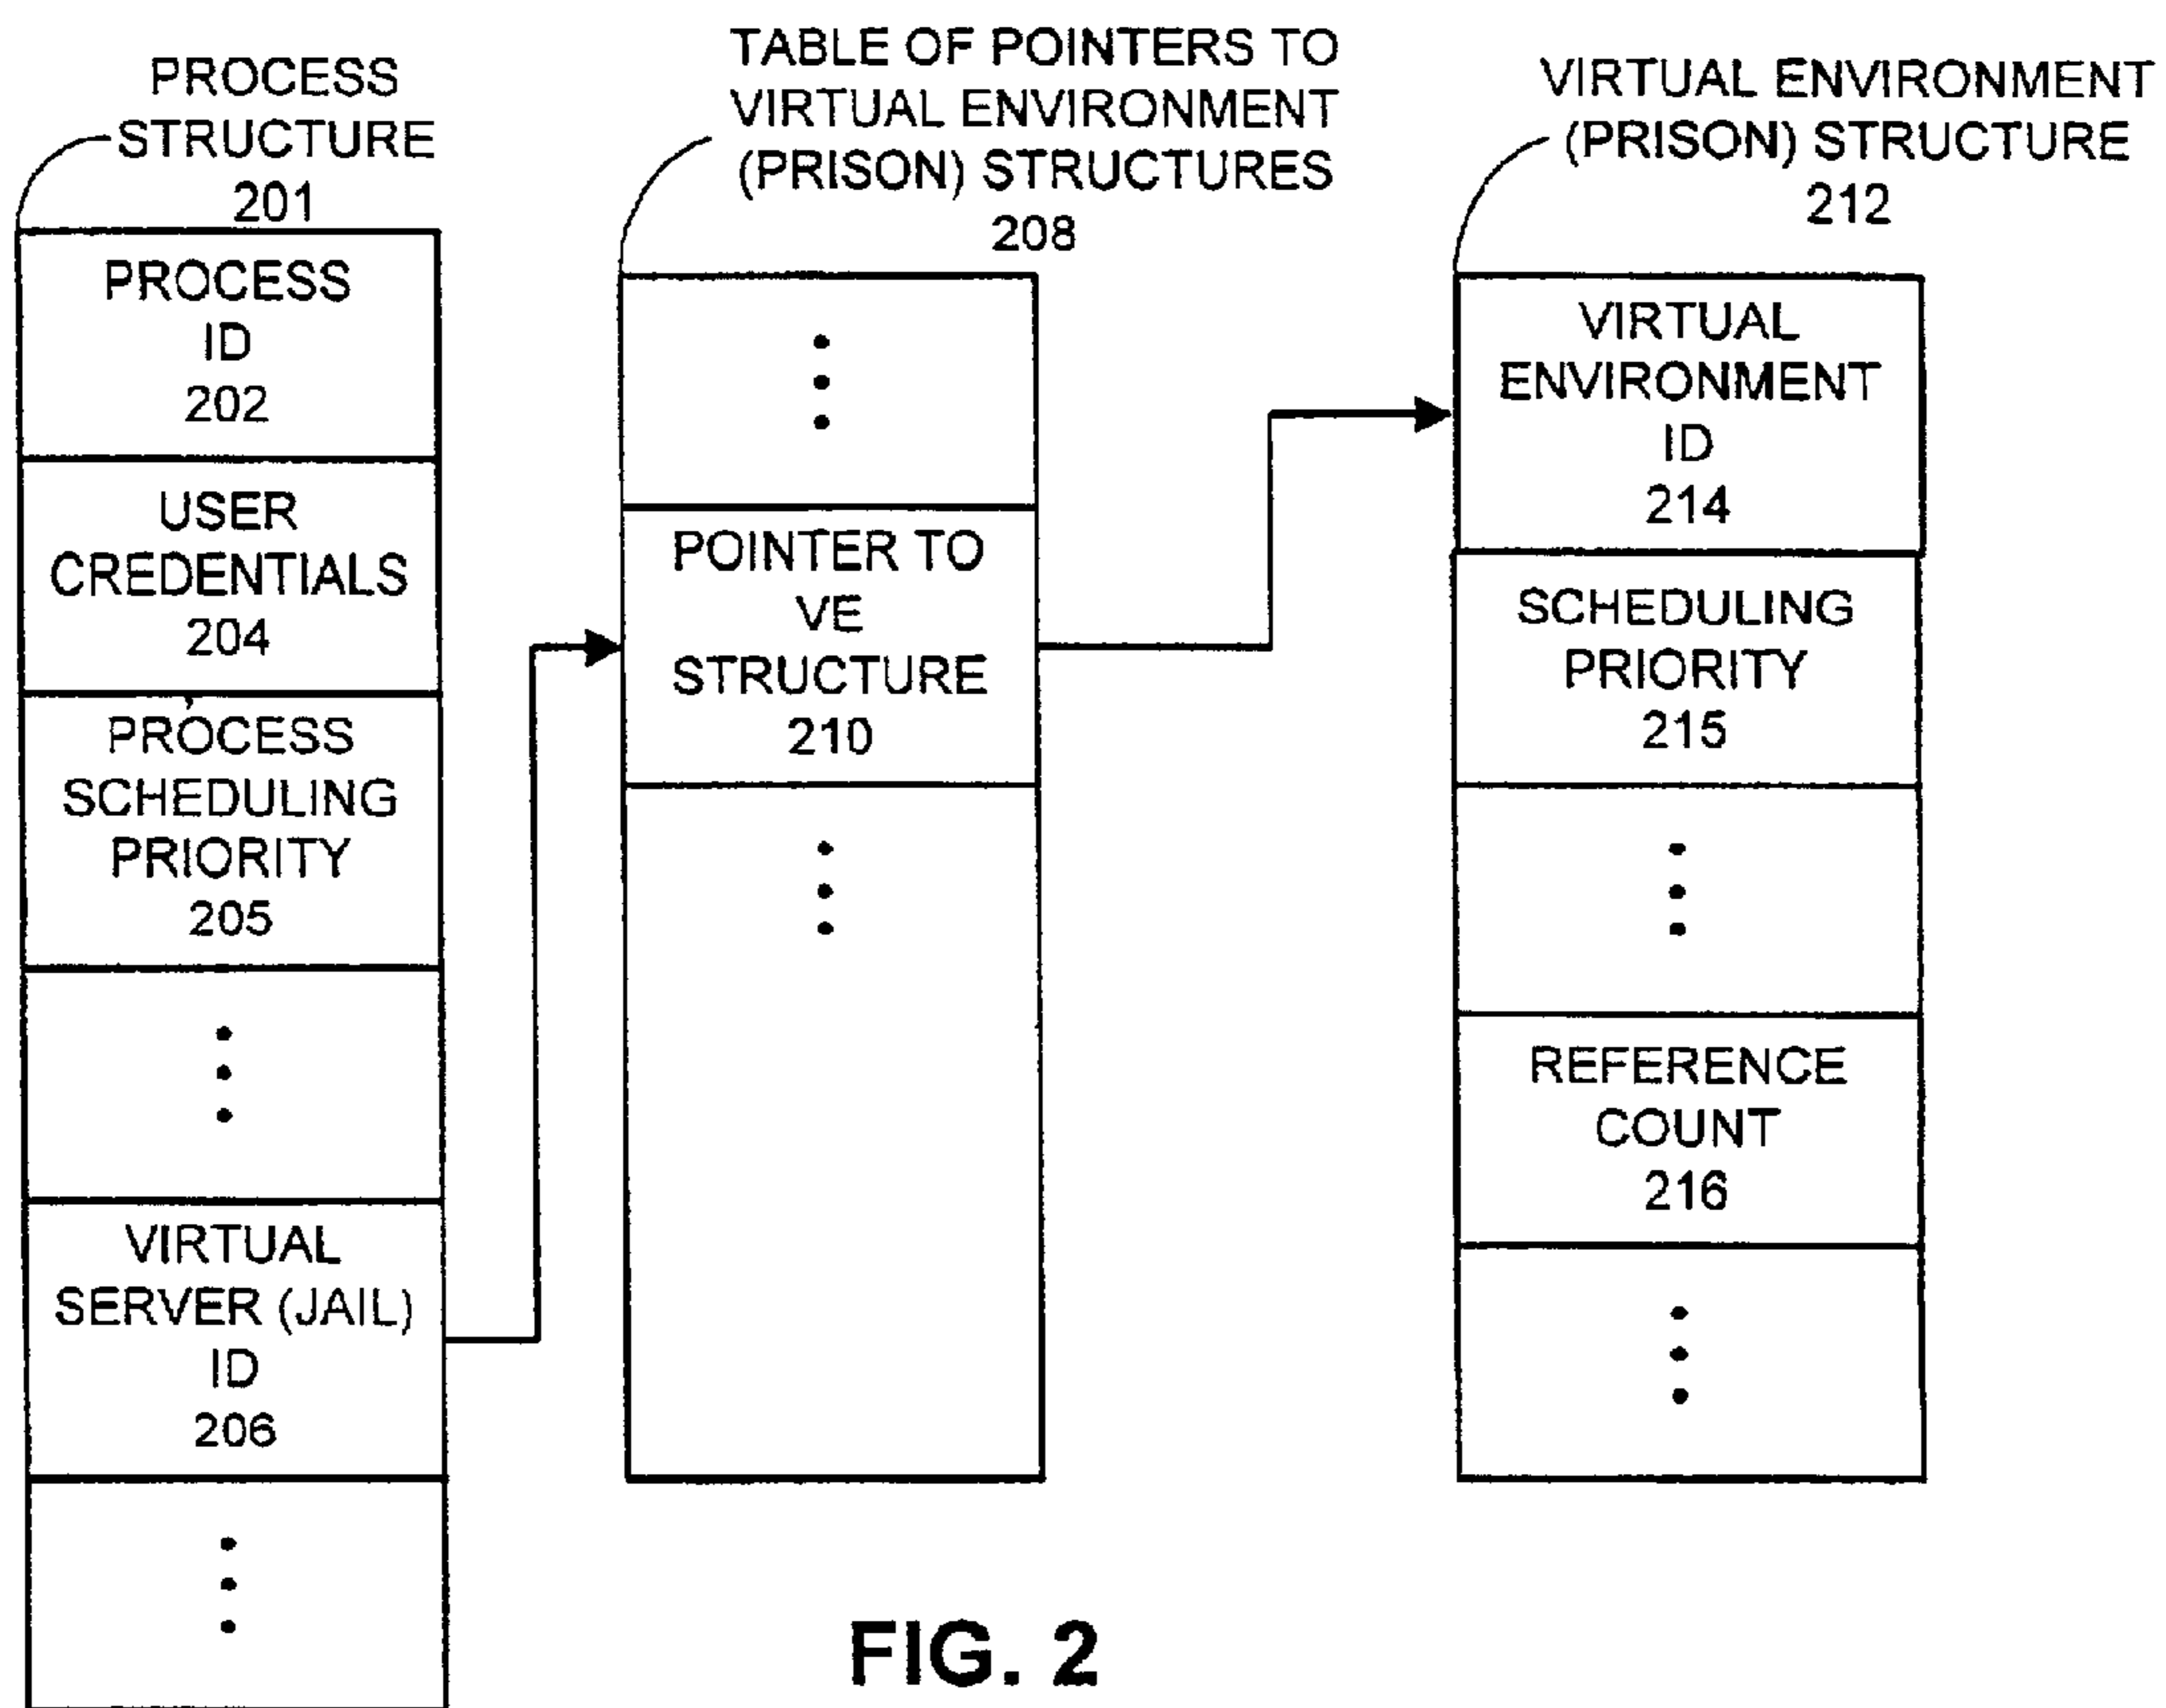 PROCESS
STRUCTURE
201
PROCESS
ID
202
USER
CREDENTIALS
204
PROCESS
SCHEDULING
PRIORITY
205
VIRTUAL
SERVER (JAIL)
ID
206
TABLE OF POINTERS TO
VIRTUAL ENVIRONMENT
(PRISON) STRUCTURES
208
POINTER TO
VE
STRUCTURE
210
VIRTUAL ENVIRONMENT
(PRISON) STRUCTURE
212
VIRTUAL
ENVIRONMENT
ID
214
SCHEDULING
PRIORITY
215
REFERENCE
COUNT
216
FIG. 2